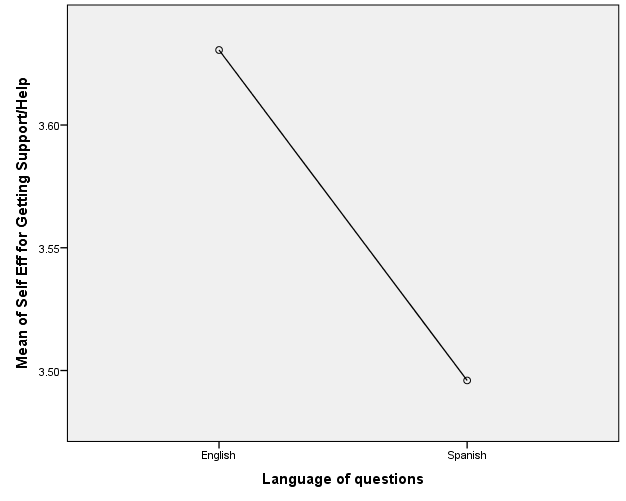 Mean of Self Eff for Getting Support/Help
3.60
3.55
3.50
English
Spanish
Language of questions